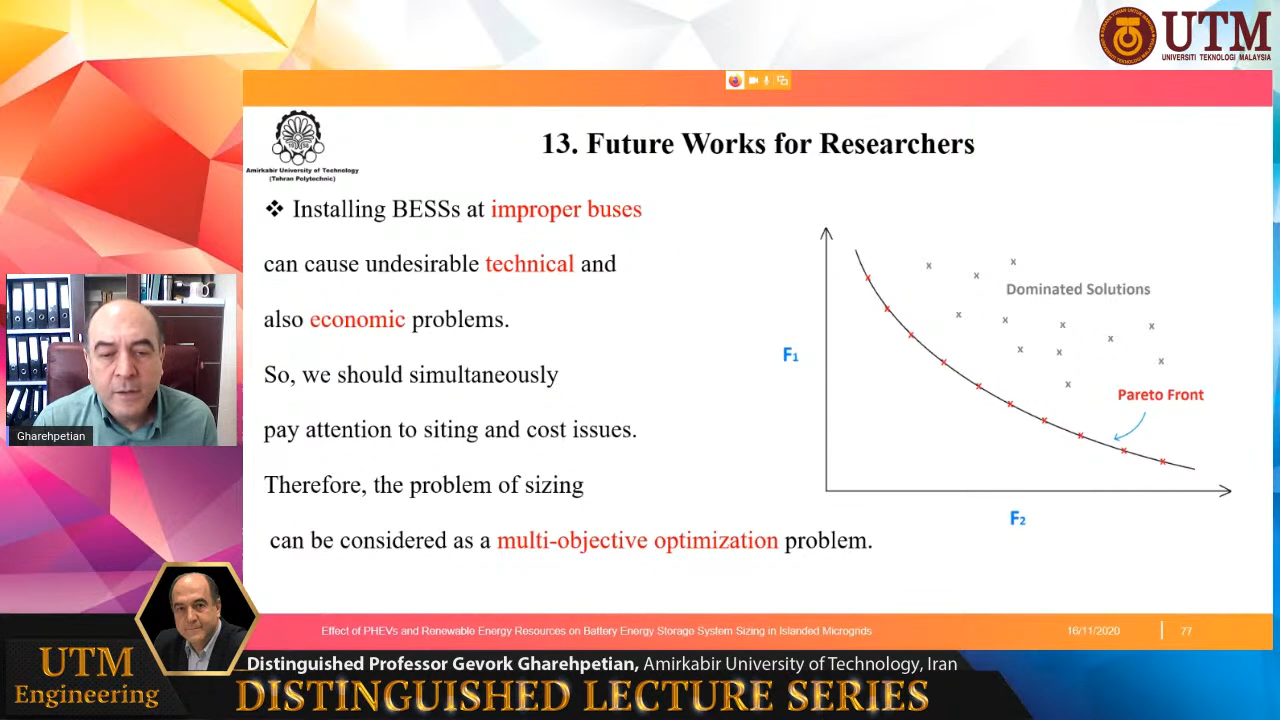 UTM
UNIVERSITI TEKNOLOGI MALAYSIA
Amirkabir University of Technology
(Tehran Polytechnic)
13. Future Works for Researchers
❖ Installing BESSs at improper buses
can cause undesirable technical and
also economic problems.
So, we should simultaneously
pay attention to siting and cost issues.
Therefore, the problem of sizing
can be considered as a multi-objective optimization problem.
Dominated Solutions
F1
Pareto Front
F2
Gharehpetian
Effect of PHEVs and Renewable Energy Resources on Battery Energy Storage System Sizing in Islanded Microgrids
16/11/2020
77
UTM
Engineering
Distinguished Professor Gevork Gharehpetian, Amirkabir University of Technology, Iran
DISTINGUISHED LECTURE SERIES